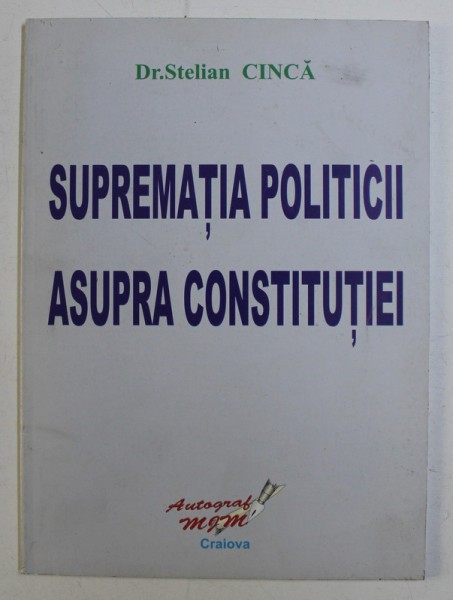 Dr.Stelian CINCĂ
SUPREMAȚIA POLITICII
ASUPRA CONSTITUȚIEI
Autograf
MJM
Craiova